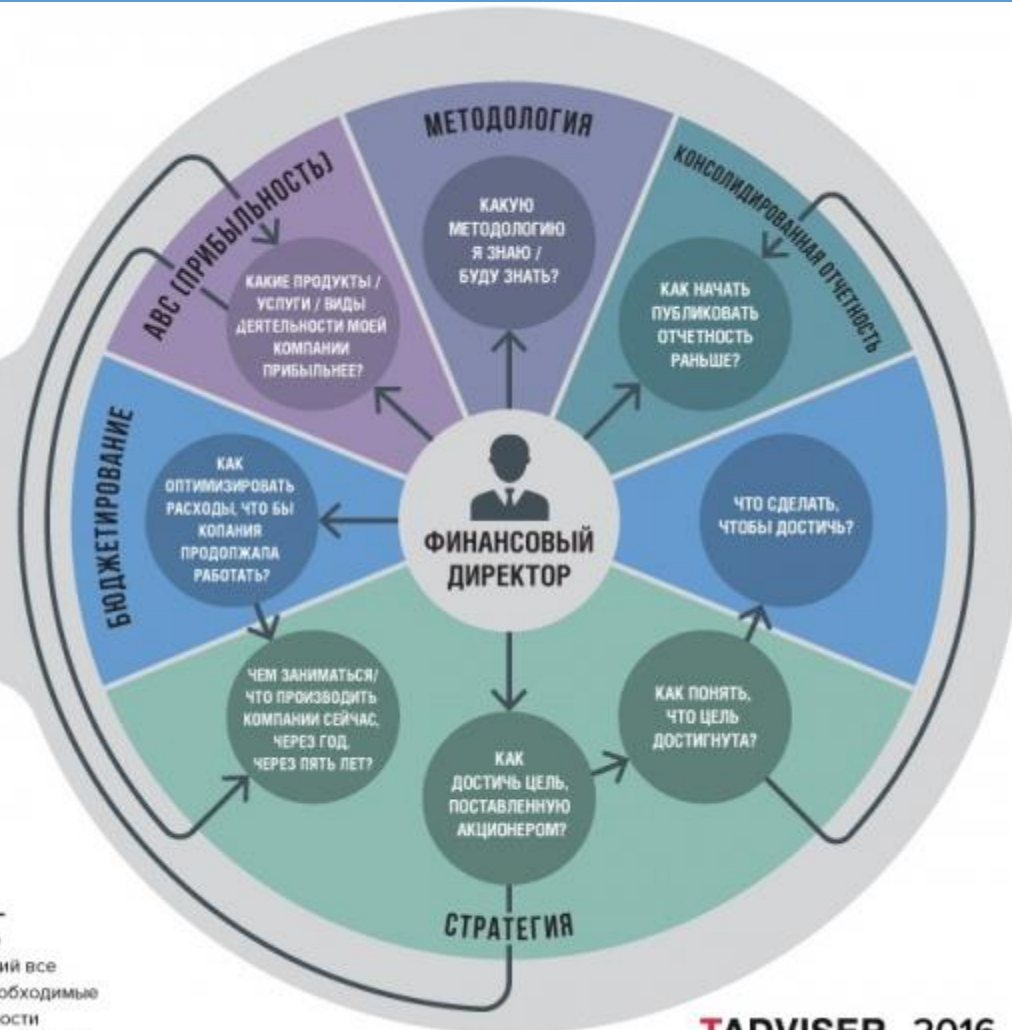 МЕТОДОЛОГИЯ
КАКУЮ
МЕТОДОЛОГИЮ
Я ЗНАЮ /
БУДУ ЗНАТЬ?
КОНСОЛИДИРОВАННАЯ ОТЧЕТНОСТЬ
КАК НАЧАТЬ
ПУБЛИКОВАТЬ
ОТЧЕТНОСТЬ
РАНЬШЕ?
ABC (ПРИБЫЛЬНОСТЬ)
КАКИЕ ПРОДУКТЫ /
УСЛУГИ / ВИДЫ
ДЕЯТЕЛЬНОСТИ МОЕЙ
КОМПАНИИ
ПРИБЫЛЬНЕЕ?
БЮДЖЕТИРОВАНИЕ
КАК
ОПТИМИЗИРОВАТЬ
РАСХОДЫ, ЧТО БЫ
КОПАНИЯ
ПРОДОЛЖАЛА
РАБОТАТЬ?
ФИНАНСОВЫЙ
ДИРЕКТОР
ЧТО СДЕЛАТЬ,
ЧТОБЫ ДОСТИЧЬ?
ЧЕМ ЗАНИМАТЬСЯ/
ЧТО ПРОИЗВОДИТЬ
КОМПАНИИ СЕЙЧАС,
ЧЕРЕЗ ГОД,
ЧЕРЕЗ ПЯТЬ ЛЕТ?
КАК
ДОСТИЧЬ ЦЕЛЬ,
ПОСТАВЛЕННУЮ
АКЦИОНЕРОМ?
КАК ПОНЯТЬ,
ЧТО ЦЕЛЬ
ДОСТИГНУТА?
СТРАТЕГИЯ
все
TADVISER 2016